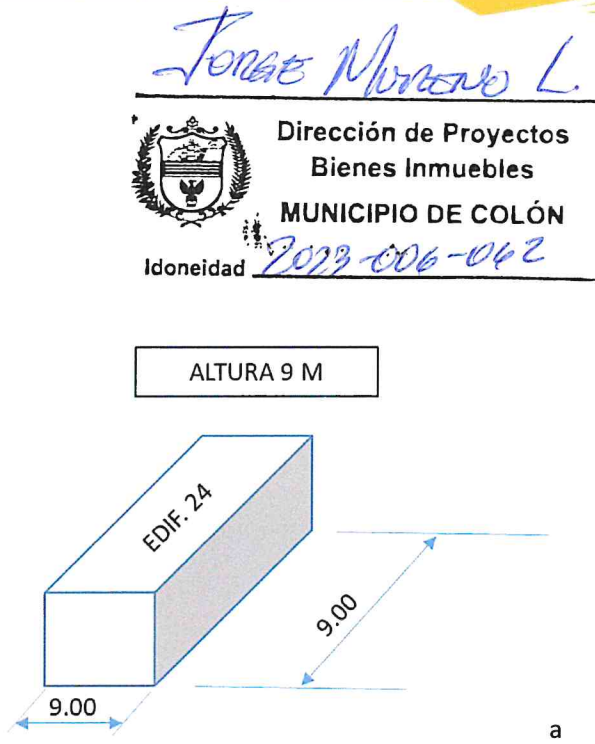 JORGE MORENO L.
Dirección de Proyectos
Bienes Inmuebles
MUNICIPIO DE COLÓN
Idoneidad 2023-006-062
ALTURA 9 M
EDIF. 24
9.00
9.00
a